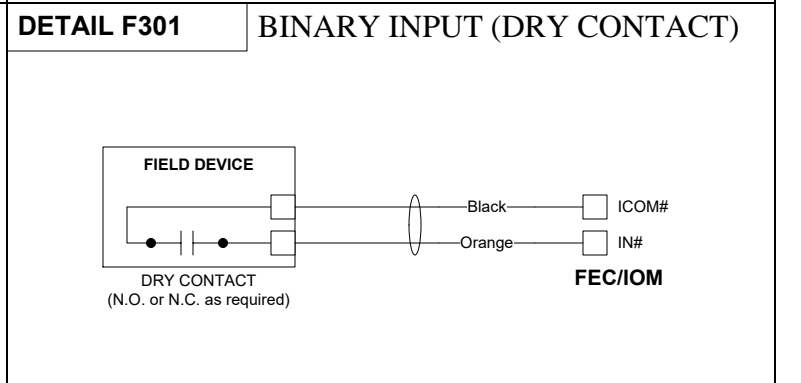 DETAIL F301
BINARY INPUT (DRY CONTACT)
FIELD DEVICE
Black
ICOM#
Orange
IN#
DRY CONTACT
(N.O. or N.C. as required)
FEC/IOM